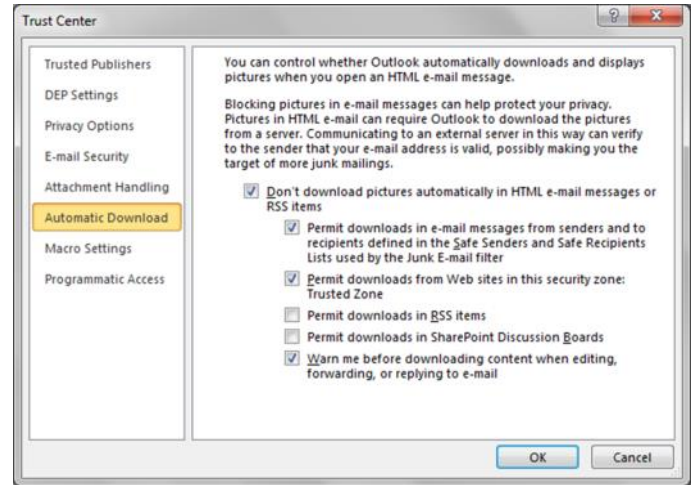 Trust Center
Trusted Publishers
DEP Settings
Privacy Options
E-mail Security
Attachment Handling
Automatic Download
Macro Settings
Programmatic Access
You can control whether Outlook automatically downloads and displays
pictures when you open an HTML e-mail message.
Blocking pictures in e-mail messages can help protect your privacy.
Pictures in HTML e-mail can require Outlook to download the pictures
from a server. Communicating to an external server in this way can verify
to the sender that your e-mail address is valid, possibly making you the
target of more junk mailings.
Don't download pictures automatically in HTML e-mail messages or
RSS items
Permit downloads in e-mail messages from senders and to
recipients defined in the Safe Senders and Safe Recipients
Lists used by the Junk E-mail filter
Permit downloads from Web sites in this security zone:
Trusted Zone
Permit downloads in RSS items
Permit downloads in SharePoint Discussion Boards
Warn me before downloading content when editing,
forwarding, or replying to e-mail
OK
Cancel